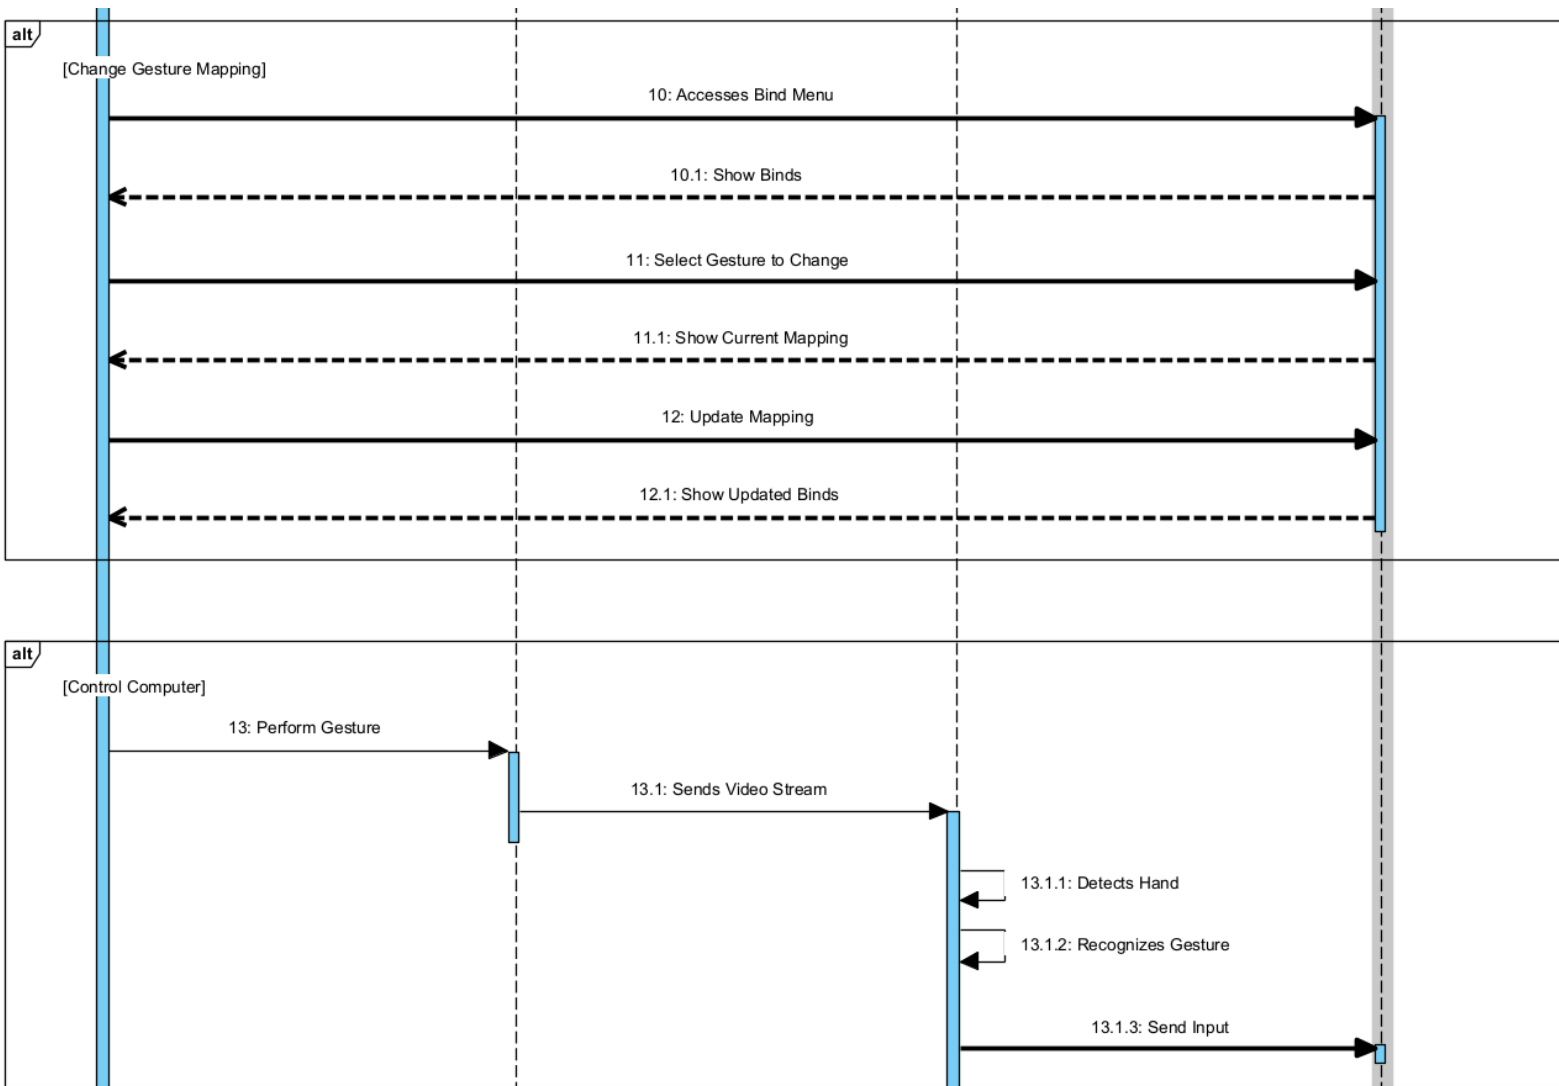 alt
[Change Gesture Mapping]
10: Accesses Bind Menu
10.1: Show Binds
11: Select Gesture to Change
11.1: Show Current Mapping
12: Update Mapping
12.1: Show Updated Binds
alt
[Control Computer]
13: Perform Gesture
13.1: Sends Video Stream
13.1.1: Detects Hand
13.1.2: Recognizes Gesture
13.1.3: Send Input